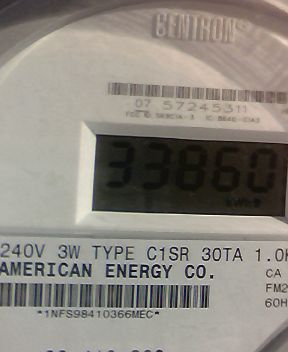 CENTRON
07 57245311
33860
kWh
240V 3W TYPE C1SR 30TA 1.0
AMERICAN ENERGY CO.
CA
FM2
60H
*1NFS98410366MEC*